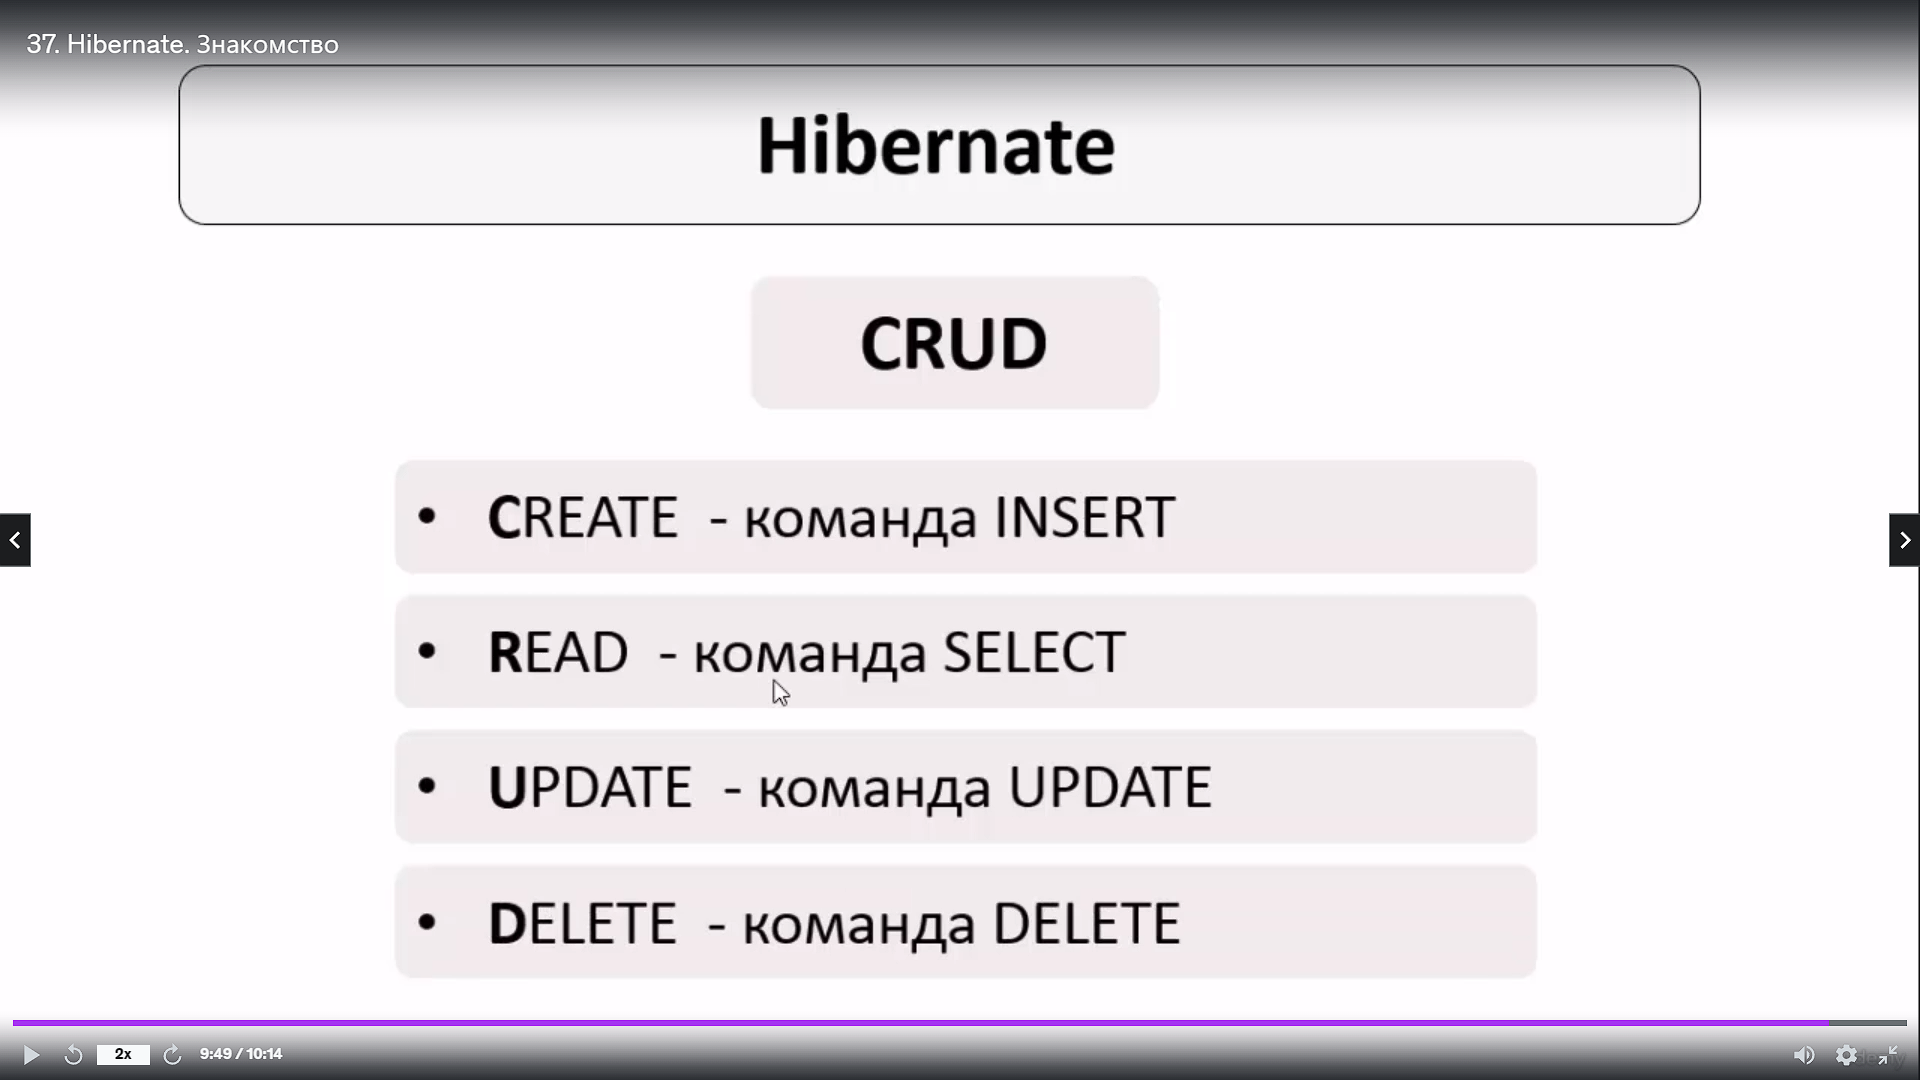 37. Hibernate. Знакомство
Hibernate
CRUD
• CREATE - команда INSERT
• READ - команда SELECT
• UPDATE - команда UPDATE
• DELETE - команда DELETE
2x
9:49 / 10:14